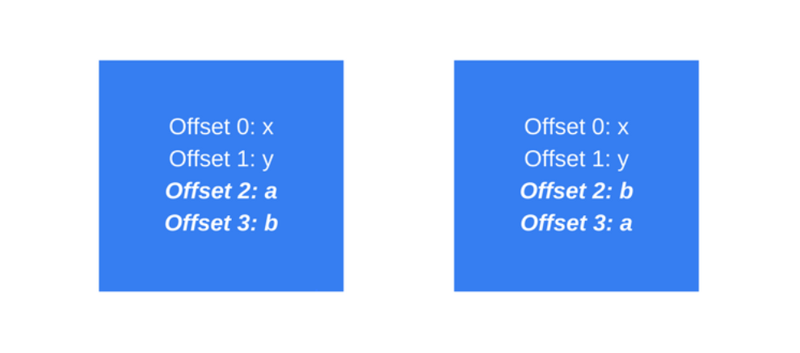 Offset 0: x
Offset 1: y
Offset 2: a
Offset 3: b
Offset 0: x
Offset 1: y
Offset 2: b
Offset 3: a